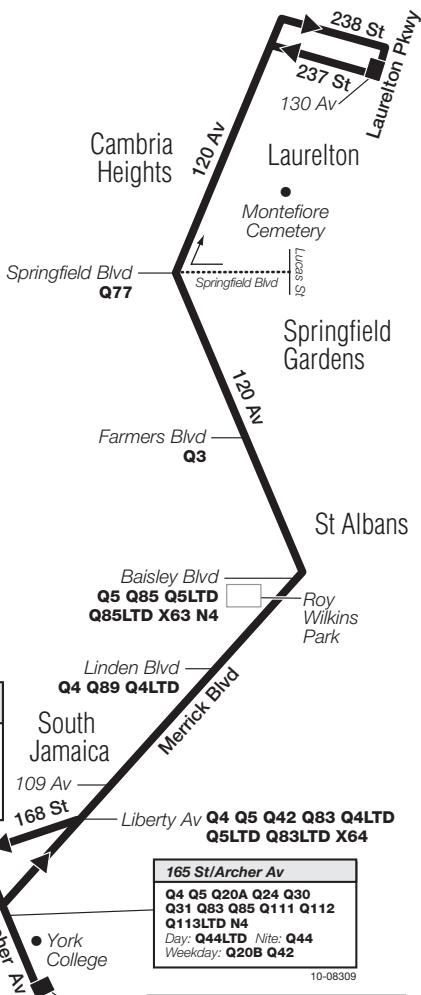 238 St
237 St
Laurelton Pkwy
130 Av
120 Av
Cambria
Heights
Laurelton
Montefiore
Cemetery
Springfield Blvd
Q77
Springfield Blvd
Lucas St
Springfield
Gardens
120 Av
Farmers Blvd
Q3
St Albans
Baisley Blvd
Q5 Q85 Q5LTD
Q85LTD X63 N4
Roy
Wilkins
Park
Linden Blvd
Q4 Q89 Q4LTD
Merrick Blvd
South
Jamaica
109 Av
168 St
Liberty Av Q4 Q5 Q42 Q83 Q4LTD
Q5LTD Q83LTD X64
165 St/Archer Av
Q4 Q5 Q20A Q24 Q30
Q31 Q83 Q85 Q111 Q112
Q113LTD N4
Day: Q44LTD Nite: Q44
Weekday: Q20B Q42
York
College
cher Av
10-08309